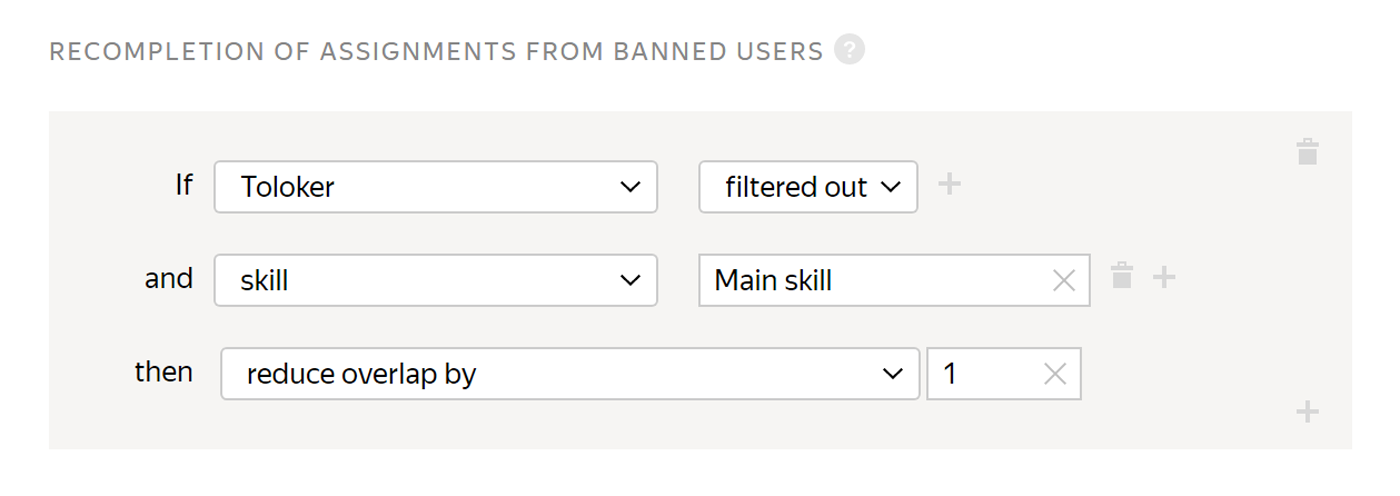 RECOMPLETION OF ASSIGNMENTS FROM BANNED USERS ?
If Toloker filtered out
and skill Main skill
then reduce overlap by 1